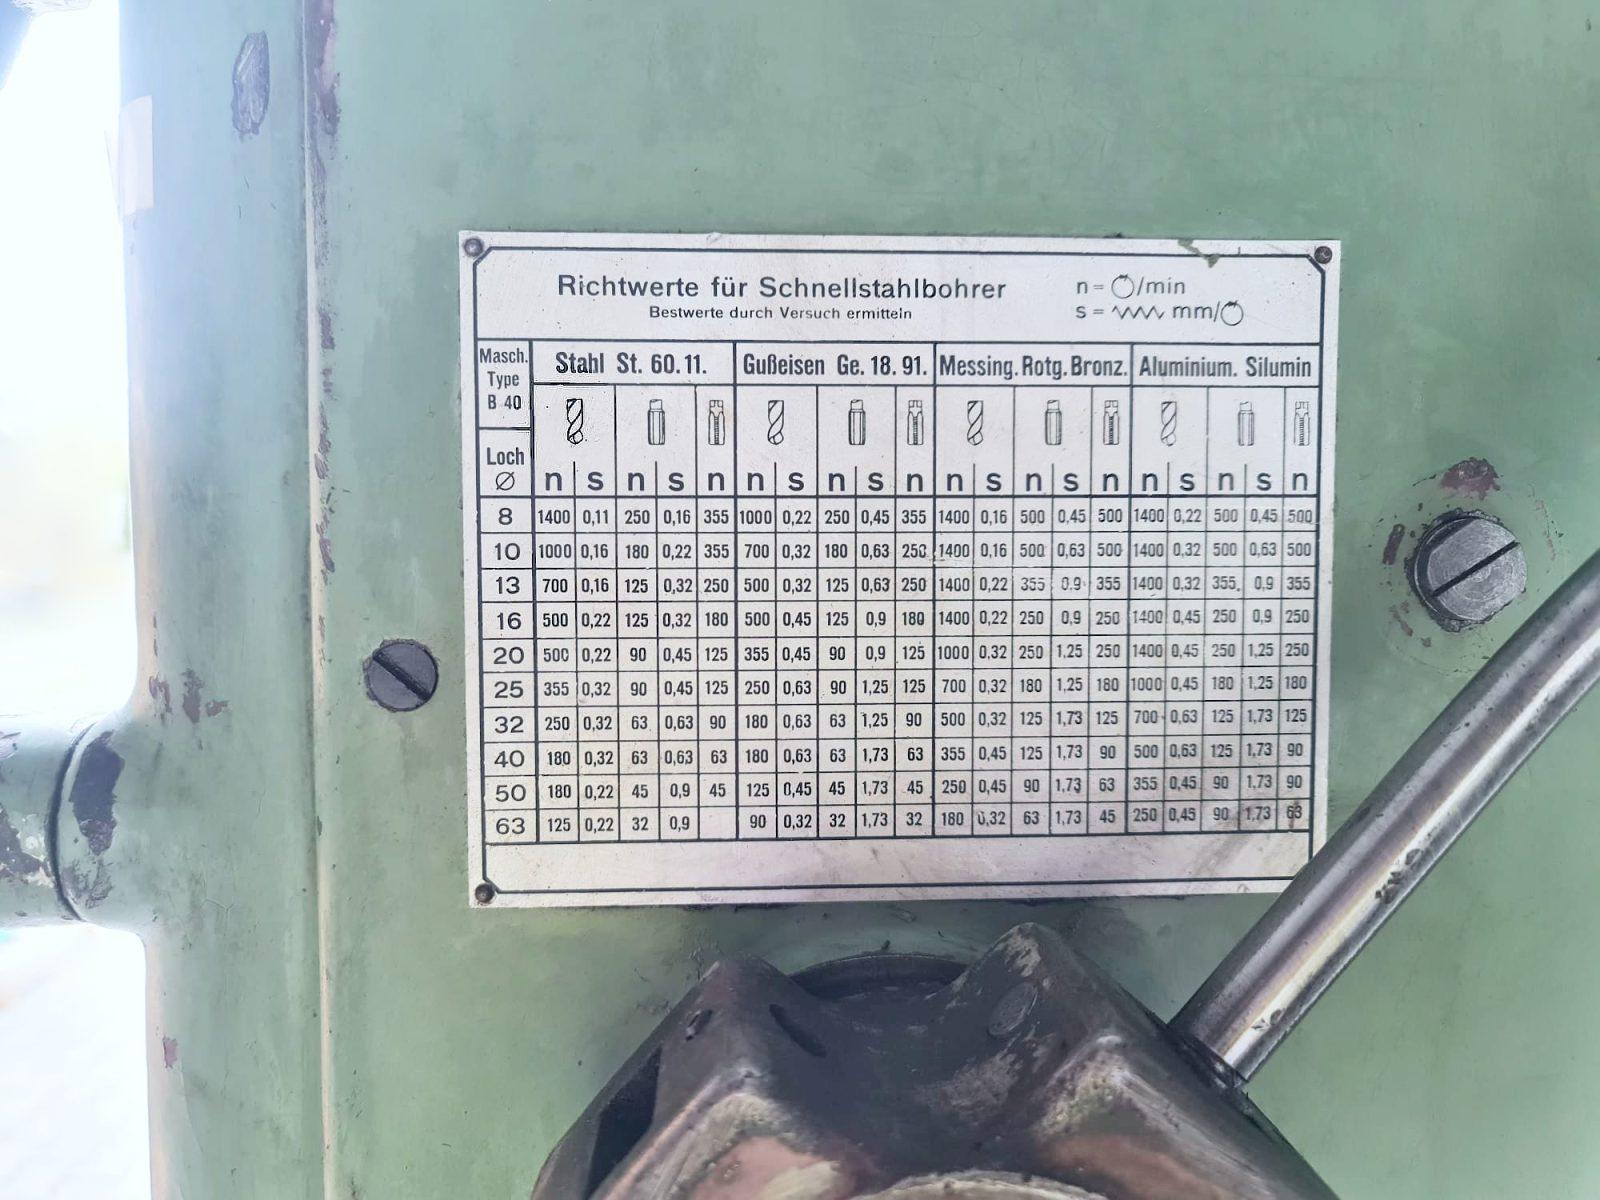 Richtwerte für Schnellstahlbohrer
Bestwerte durch Versuch ermitteln
n = /min
s = mm/
Masch. Type B 40
Stahl St. 60.11. Gußeisen Ge. 18. 91. Messing. Rotg. Bronz. Aluminium. Silumin
Loch Ø n s n s n n s n s n n s n s n n s n s n
8 1400 0,11 250 0,16 355 1000 0,22 250 0,45 355 1400 0,16 500 0,45 500 1400 0,22 500 0,45 500
10 1000 0,16 180 0,22 355 700 0,32 180 0,63 250 1400 0,16 500 0,63 500 1400 0,32 500 0,63 500
13 700 0,16 125 0,32 250 500 0,32 125 0,63 250 1400 0,22 355 0.9 355 1400 0,32 355 0,9 355
16 500 0,22 125 0,32 180 500 0,45 125 0,9 180 1400 0,22 250 0,9 250 1400 0,45 250 0,9 250
20 500 0,22 90 0,45 125 355 0,45 90 0,9 125 1000 0,32 250 1,25 250 1400 0,45 250 1,25 250
25 355 0,32 90 0,45 125 250 0,63 90 1,25 125 700 0,32 180 1,25 180 1000 0,45 180 1,25 180
32 250 0,32 63 0,63 90 180 0,63 63 1,25 90 500 0,32 125 1,73 125 700 0,63 125 1,73 125
40 180 0,32 63 0,63 63 180 0,63 63 1,73 63 355 0,45 125 1,73 90 500 0,63 125 1,73 90
50 180 0,22 45 0,9 45 125 0,45 45 1,73 45 250 0,45 90 1,73 63 355 0,45 90 1,73 90
63 125 0,22 32 0,9 90 0,32 32 1,73 32 180 0,32 63 1,73 45 250 0,45 90 1,73 63